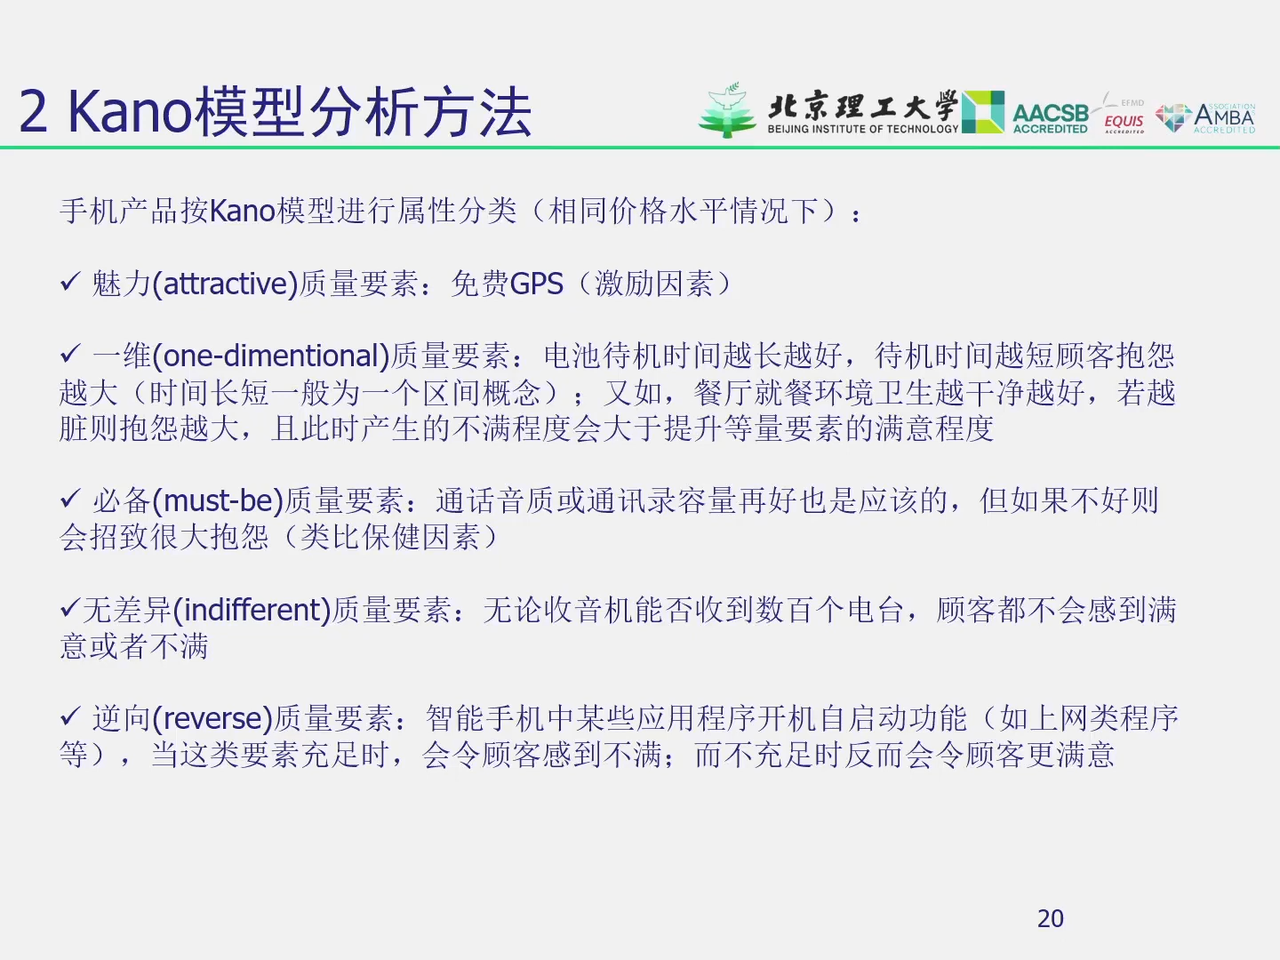 2 Kano模型分析方法
北京理工大学
BEIJING INSTITUTE OF TECHNOLOGY
AACSB
ACCREDITED
EFMD
EQUIS
ACCREDITED
ASSOCIATION
AMBA
ACCREDITED
手机产品按Kano模型进行属性分类（相同价格水平情况下）：
✓ 魅力(attractive)质量要素：免费GPS（激励因素）
✓ 一维(one-dimentional)质量要素：电池待机时间越长越好，待机时间越短顾客抱怨
越大（时间长短一般为一个区间概念）；又如，餐厅就餐环境卫生越干净越好，若越
脏则抱怨越大，且此时产生的不满程度会大于提升等量要素的满意程度
✓ 必备(must-be)质量要素：通话音质或通讯录容量再好也是应该的，但如果不好则
会招致很大抱怨（类比保健因素）
✓无差异(indifferent)质量要素：无论收音机能否收到数百个电台，顾客都不会感到满
意或者不满
✓ 逆向(reverse)质量要素：智能手机中某些应用程序开机自启动功能（如上网类程序
等），当这类要素充足时，会令顾客感到不满；而不充足时反而会令顾客更满意
20